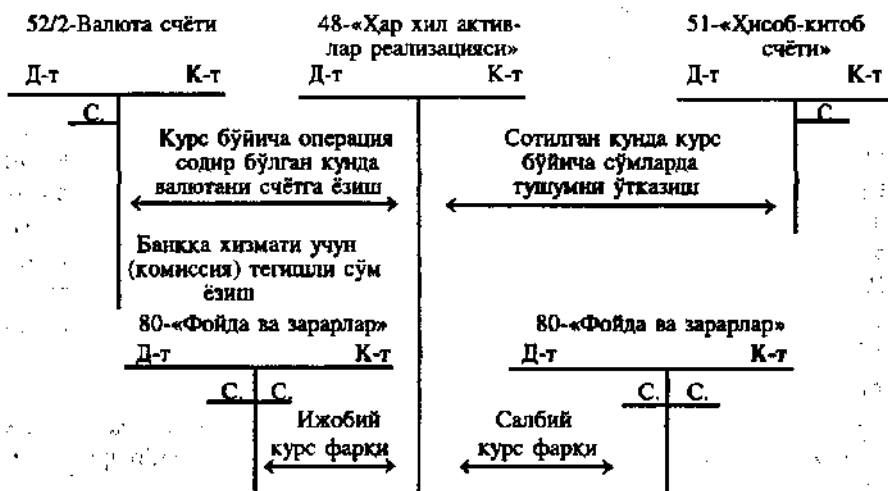 52/2-Валюта счёти
48-«Ҳар хил актив-
лар реализацияси»
51-«Ҳисоб-китоб
счёти»
Д-т К-т
Д-т К-т
Д-т К-т
С.
С
Курс бўйича операция
содир бўлган кунда
валютани счётга ёзиш
Сотилган кунда курс
бўйича сўмларда
тушумни ўтказиш
Банкка хизмати учун
(комиссия) тегишли сўм
ёзиш
80-«Фойда ва зарарлар»
80-«Фойда ва зарарлар»
Д-т К-т
Д-т К-т
С. С.
С. С.
Ижобий
курс фарқи
Салбий
курс фарқи